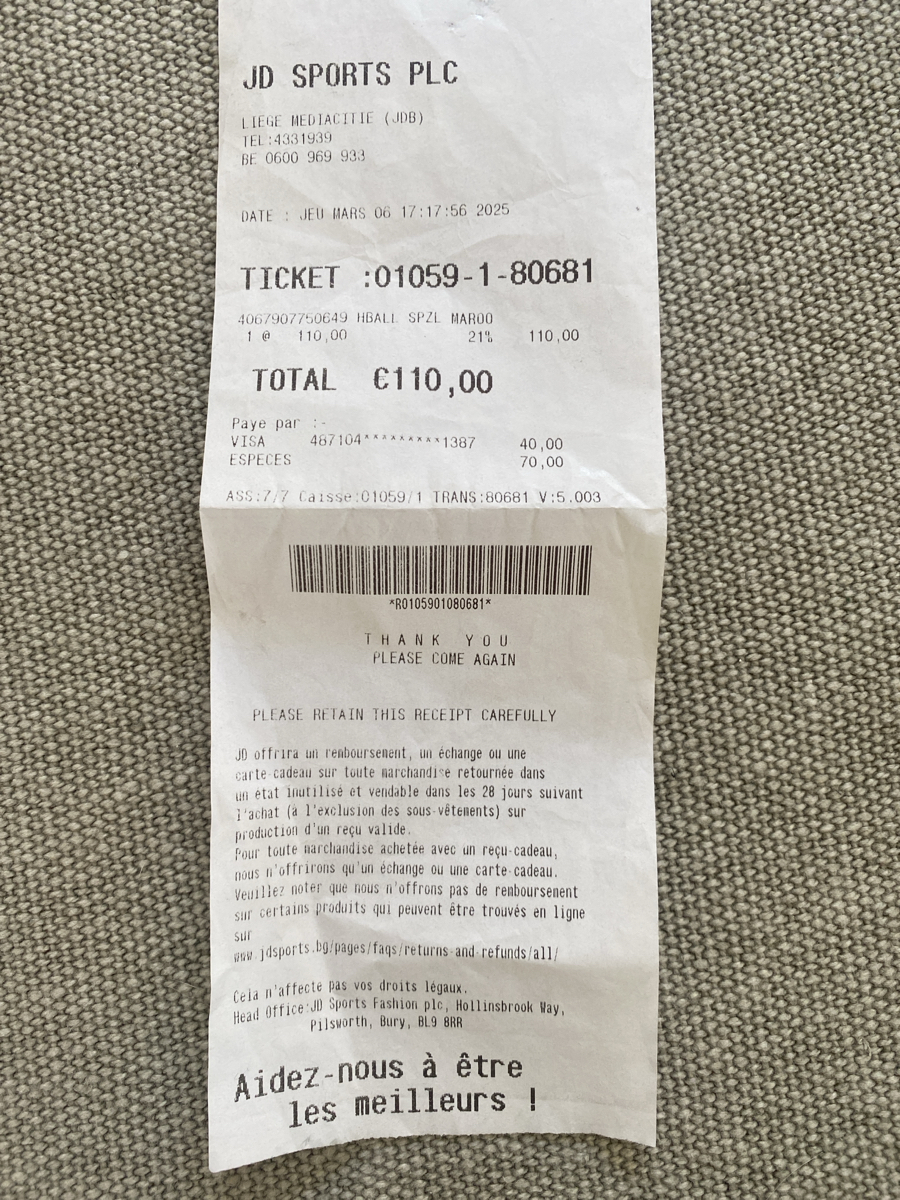 JD SPORTS PLC
LIEGE MEDIACITIE (JDB)
TEL:4331939
BE 0600 969 933
DATE : JEU MARS 06 17:17:56 2025
TICKET :01059-1-80681
4067907750649 HBALL SPZL MAROO
1 @ 110,00 21% 110,00
TOTAL €110,00
Paye par :-
VISA 487104*********1387 40,00
ESPECES 70,00
ASS:7/7 Caisse:01059/1 TRANS:80681 V:5.003
*R0105901080681*
THANK YOU
PLEASE COME AGAIN
PLEASE RETAIN THIS RECEIPT CAREFULLY
JD offrira un remboursement, un échange ou une
carte-cadeau sur toute marchandise retournée dans
un état inutilisé et vendable dans les 28 jours suivant
l'achat (à l'exclusion des sous-vêtements) sur
production d'un reçu valide.
Pour toute marchandise achetée avec un reçu-cadeau,
nous n'offrirons qu'un échange ou une carte-cadeau.
Veuillez noter que nous n'offrons pas de remboursement
sur certains produits qui peuvent être trouvés en ligne
sur
www.jdsports.bg/pages/faqs/returns-and-refunds/all/
Cela n'affecte pas vos droits légaux.
Head Office:JD Sports Fashion plc, Hollinsbrook Way,
Pilsworth, Bury, BL9 8RR
Aidez-nous à être
les meilleurs !